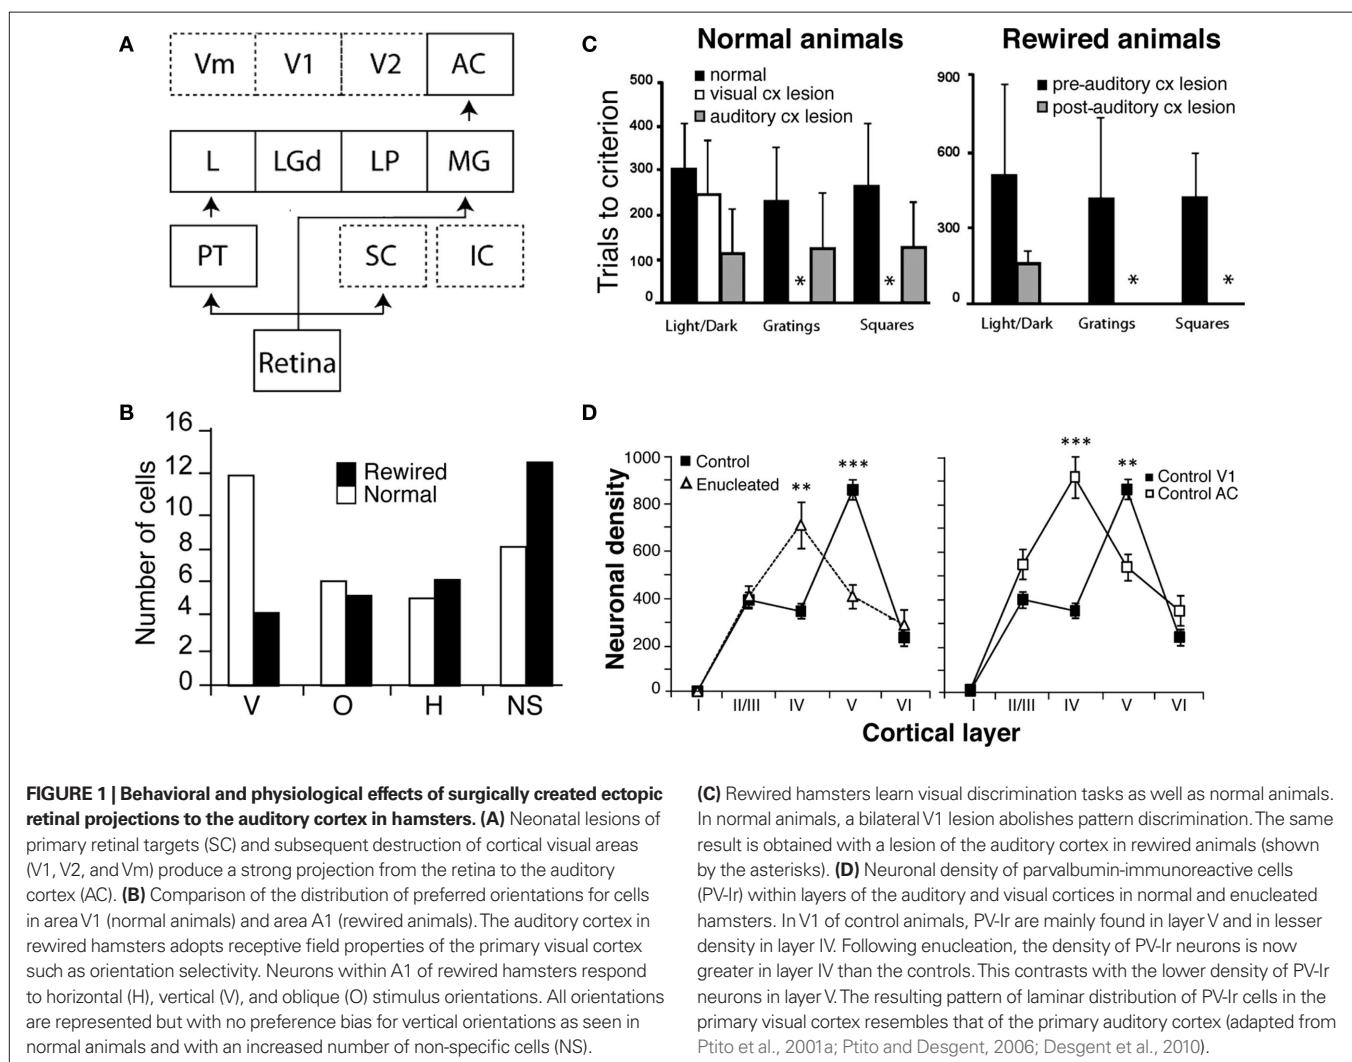 A
Vm V1 V2 AC
L LGd LP MG
PT SC IC
Retina
B
16
12
10
8
6
4
2
0
Number of cells
Rewired
Normal
V O H NS
C
Normal animals
normal
visual cx lesion
auditory cx lesion
Trials to criterion
500
400
300
200
100
0
Light/Dark Gratings Squares
* *
Rewired animals
pre-auditory cx lesion
post-auditory cx lesion
900
600
300
0
* *
Light/Dark Gratings Squares
D
Control
Enucleated
** ***
Neuronal density
1000
800
600
400
200
0
I II/III IV V VI
*** **
Control V1
Control AC
I II/III IV V VI
Cortical layer
FIGURE 1 | Behavioral and physiological effects of surgically created ectopic
retinal projections to the auditory cortex in hamsters. (A) Neonatal lesions of
primary retinal targets (SC) and subsequent destruction of cortical visual areas
(V1, V2, and Vm) produce a strong projection from the retina to the auditory
cortex (AC). (B) Comparison of the distribution of preferred orientations for cells
in area V1 (normal animals) and area A1 (rewired animals). The auditory cortex in
rewired hamsters adopts receptive field properties of the primary visual cortex
such as orientation selectivity. Neurons within A1 of rewired hamsters respond
to horizontal (H), vertical (V), and oblique (O) stimulus orientations. All orientations
are represented but with no preference bias for vertical orientations as seen in
normal animals and with an increased number of non-specific cells (NS).
(C) Rewired hamsters learn visual discrimination tasks as well as normal animals.
In normal animals, a bilateral V1 lesion abolishes pattern discrimination. The same
result is obtained with a lesion of the auditory cortex in rewired animals (shown
by the asterisks). (D) Neuronal density of parvalbumin-immunoreactive cells
(PV-Ir) within layers of the auditory and visual cortices in normal and enucleated
hamsters. In V1 of control animals, PV-Ir are mainly found in layer V and in lesser
density in layer IV. Following enucleation, the density of PV-Ir neurons is now
greater in layer IV than the controls. This contrasts with the lower density of PV-Ir
neurons in layer V. The resulting pattern of laminar distribution of PV-Ir cells in the
primary visual cortex resembles that of the primary auditory cortex (adapted from
Ptito et al., 2001a; Ptito and Desgent, 2006; Desgent et al., 2010).